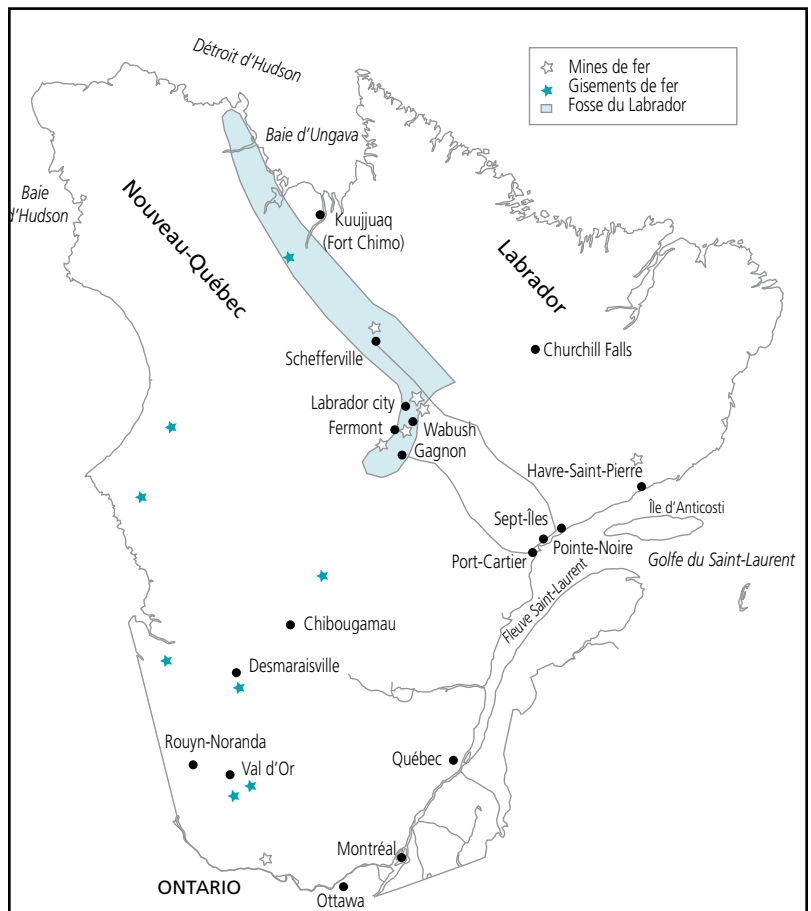 Détroit d'Hudson
Mines de fer
Gisements de fer
Fosse du Labrador
Baie d'Ungava
Baie
d'Hudson
Nouveau-Québec
Kuujjuaq
(Fort Chimo)
Labrador
Schefferville
Churchill Falls
Labrador city
Fermont
Wabush
Gagnon
Havre-Saint-Pierre
Île d'Anticosti
Sept-Îles
Pointe-Noire
Port-Cartier
Golfe du Saint-Laurent
Fleuve Saint-Laurent
Chibougamau
Desmaraisville
Rouyn-Noranda
Val d'Or
Québec
Montréal
ONTARIO
Ottawa